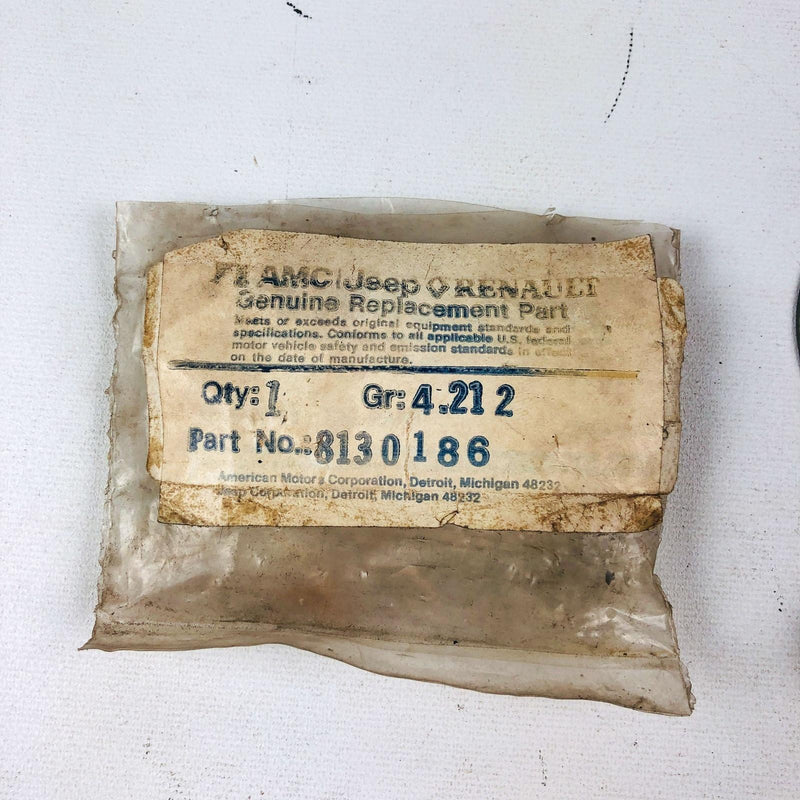 AMC Jeep RENAULT
Genuine Replacement Part
Meets or exceeds original equipment standards and
specifications. Conforms to all applicable U.S. federal
motor vehicle safety and emission standards in effect
on the date of manufacture.
Qty: 1 Gr: 4.212
Part No.: 8130186
American Motors Corporation, Detroit, Michigan 48232
Jeep Corporation, Detroit, Michigan 48232